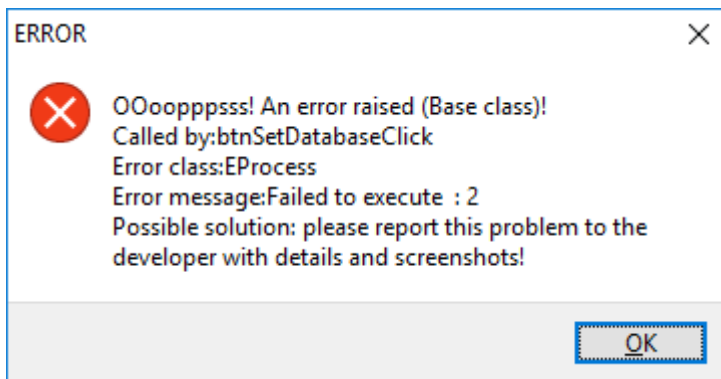 ERROR
OOoopppsss! An error raised (Base class)!
Called by:btnSetDatabaseClick
Error class:EProcess
Error message:Failed to execute  : 2
Possible solution: please report this problem to the
developer with details and screenshots!
OK